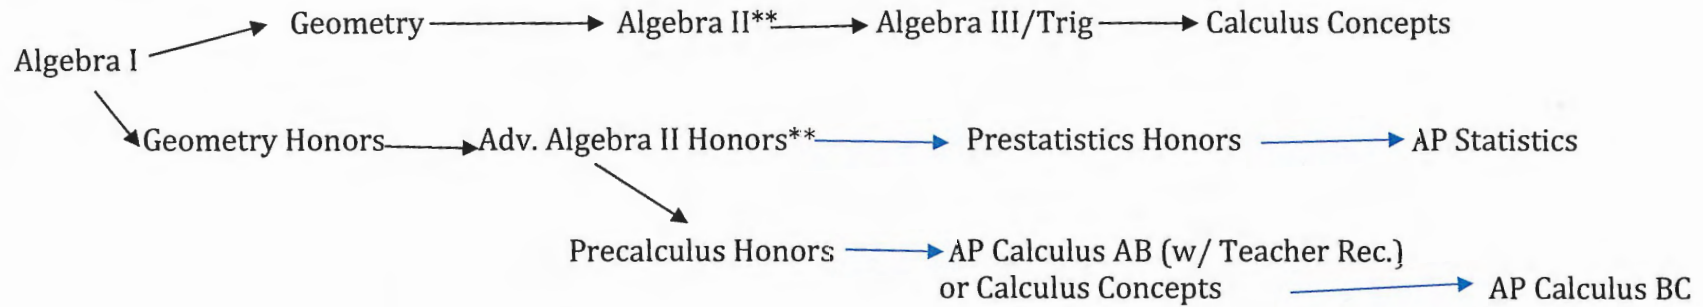 Geometry Algebra II** Algebra III/Trig Calculus Concepts
Algebra I
Geometry Honors Adv. Algebra II Honors** Prestatistics Honors AP Statistics
Precalculus Honors AP Calculus AB (w/ Teacher Rec.)
or Calculus Concepts AP Calculus BC